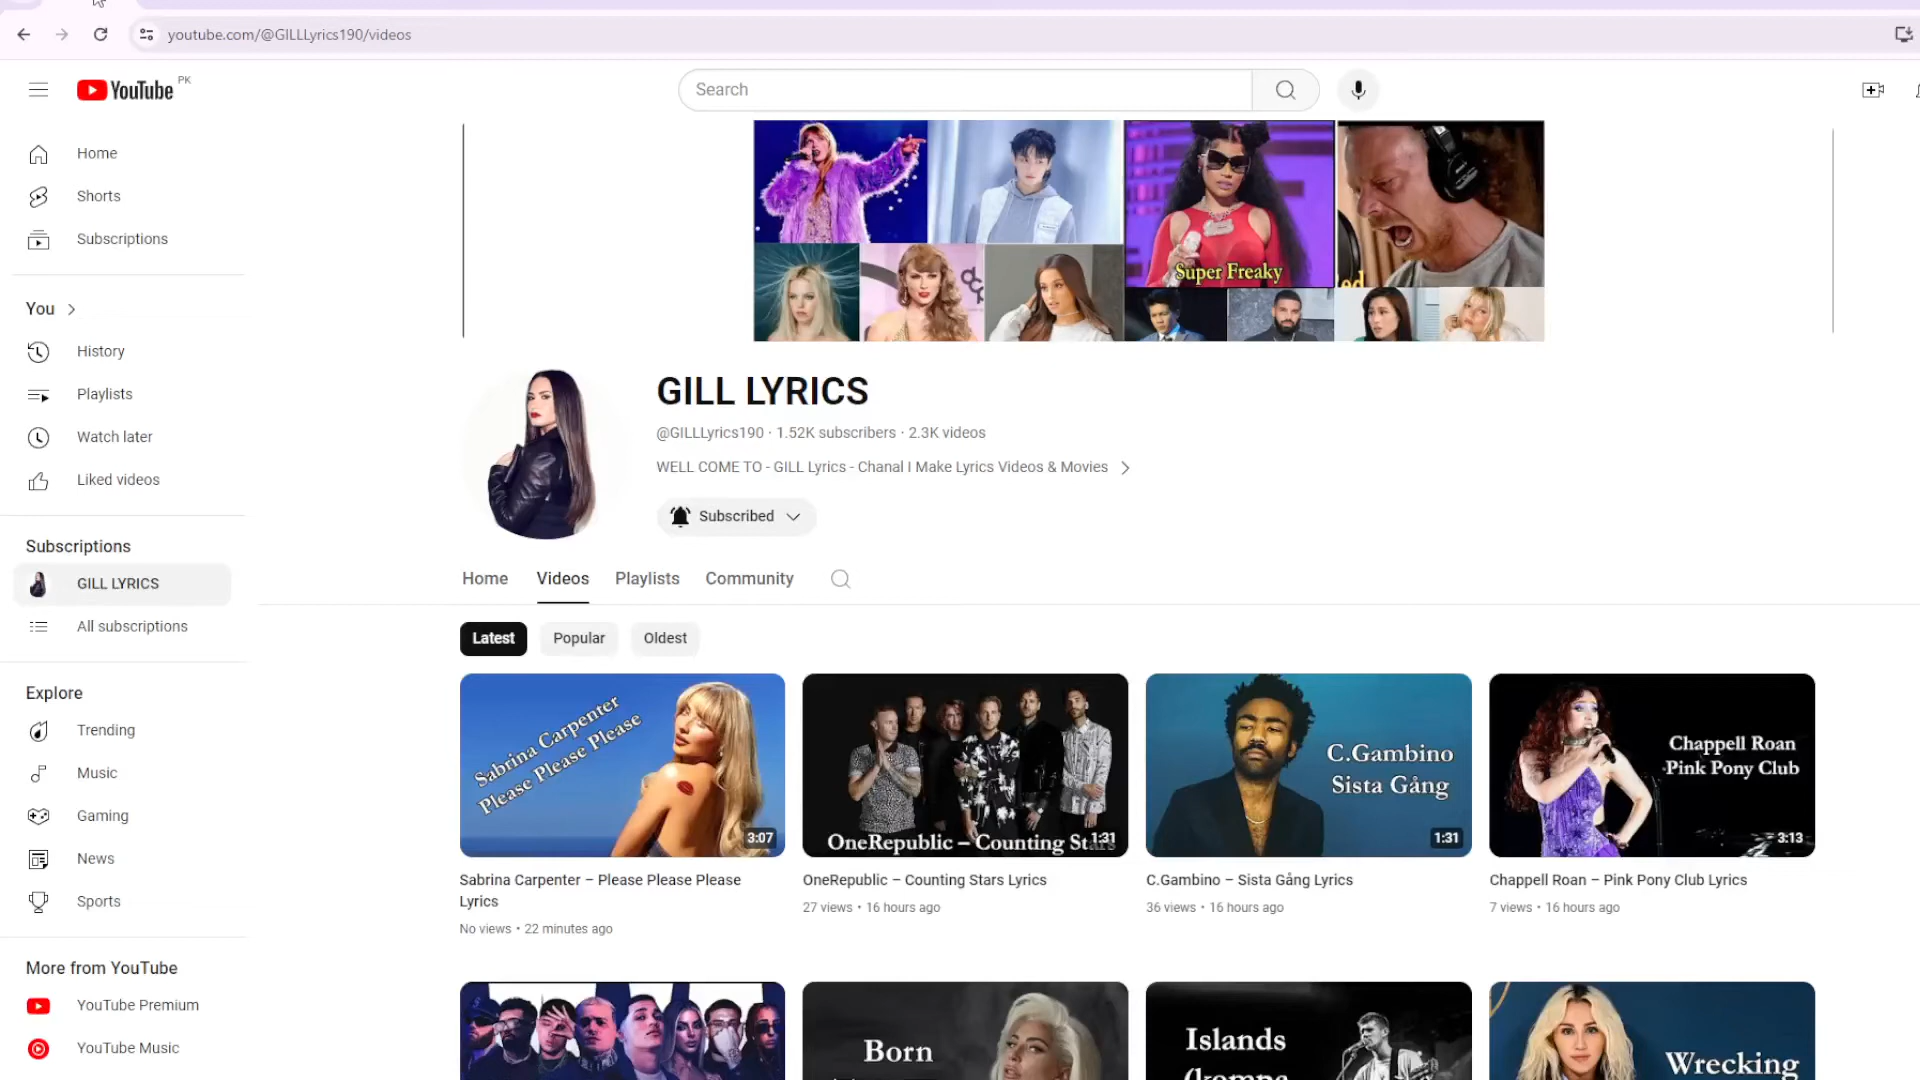 youtube.com/@GILLLyrics190/videos
YouTube PK
Search
Home
Shorts
Subscriptions
You
History
Playlists
Watch later
Liked videos
Subscriptions
GILL LYRICS
All subscriptions
Explore
Trending
Music
Gaming
News
Sports
More from YouTube
YouTube Premium
YouTube Music
Super Freaky
GILL LYRICS
@GILLLyrics190 · 1.52K subscribers · 2.3K videos
WELL COME TO - GILL Lyrics - Chanal I Make Lyrics Videos & Movies
Subscribed
Home Videos Playlists Community
Latest Popular Oldest
Sabrina Carpenter
Please Please Please
3:07
Sabrina Carpenter – Please Please Please
Lyrics
No views • 22 minutes ago
OneRepublic – Counting Stars
1:31
OneRepublic – Counting Stars Lyrics
27 views • 16 hours ago
C.Gambino
Sista Gång
1:31
C.Gambino – Sista Gång Lyrics
36 views • 16 hours ago
Chappell Roan
Pink Pony Club
3:13
Chappell Roan – Pink Pony Club Lyrics
7 views • 16 hours ago
Born
Islands
Wrecking